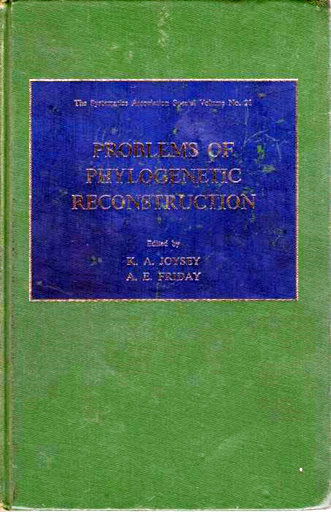 The Systematics Association Special Volume No. 21
PROBLEMS OF
PHYLOGENETIC
RECONSTRUCTION
Edited by
K. A. JOYSEY
A. E. FRIDAY